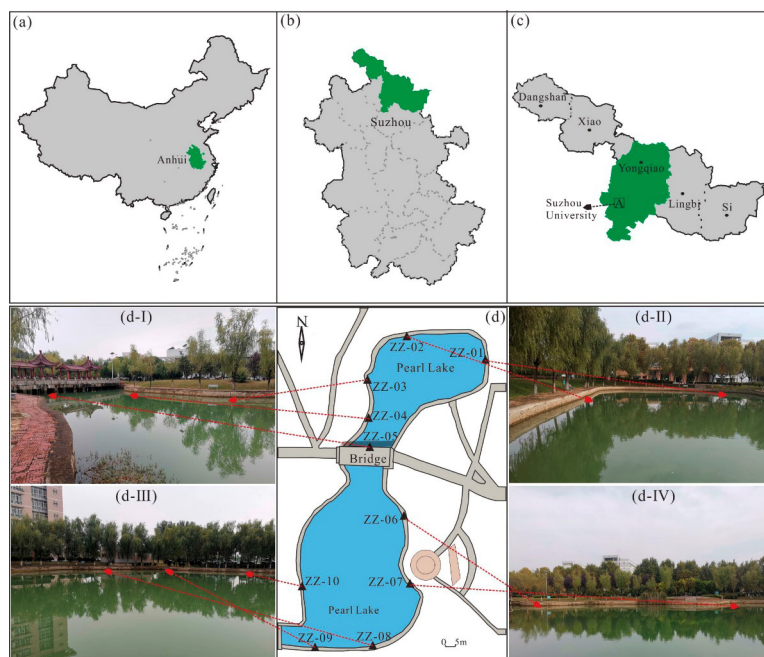 (a)
Anhui
(b)
Suzhou
(c)
Dangshan
Xiao
Yongqiao
Suzhou
University
A
Lingbi
Si
(d-I)
(d)
N
ZZ-02
ZZ-01
Pearl Lake
ZZ-03
ZZ-04
ZZ-05
Bridge
ZZ-06
ZZ-07
ZZ-10
Pearl Lake
ZZ-09
ZZ-08
0 5m
(d-II)
(d-III)
(d-IV)